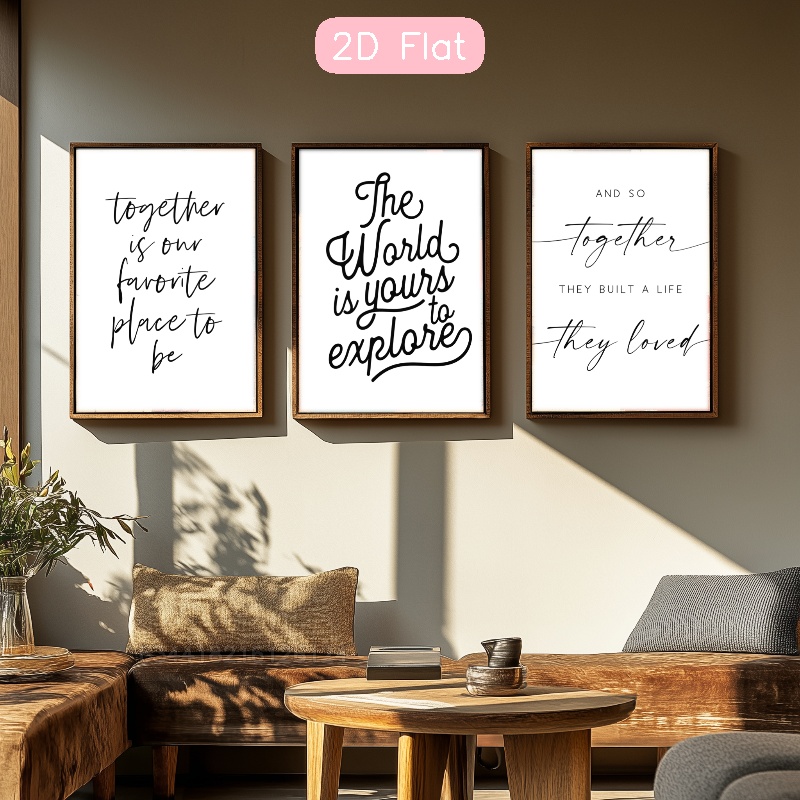 2D Flat
together
is our
favorite
place to
be
The
World
is yours
to
explore
AND SO
together
THEY BUILT A LIFE
they loved